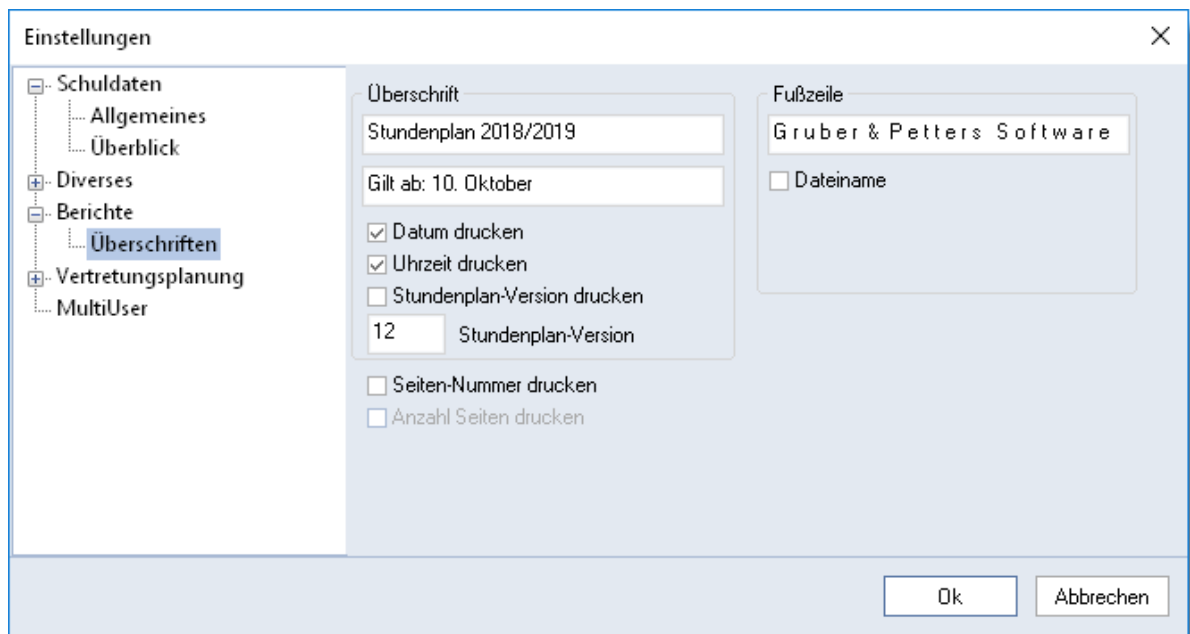 Einstellungen
Schuldaten
Allgemeines
Überblick
Diverses
Berichte
Überschriften
Vertretungsplanung
MultiUser
Überschrift
Stundenplan 2018/2019
Gilt ab: 10. Oktober
Datum drucken
Uhrzeit drucken
Stundenplan-Version drucken
12 Stundenplan-Version
Seiten-Nummer drucken
Anzahl Seiten drucken
Fußzeile
Gruber & Petters Software
Dateiname
Ok Abbrechen